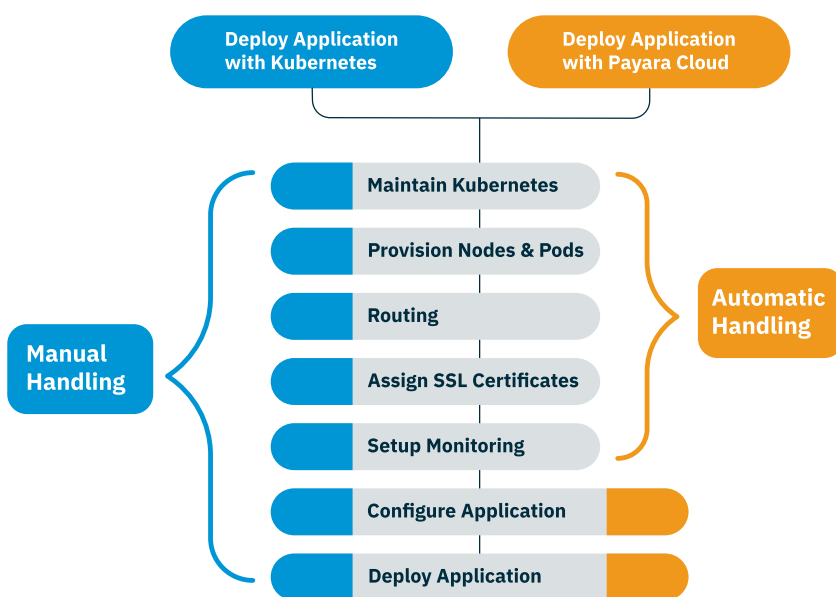 Deploy Application
with Kubernetes
Deploy Application
with Payara Cloud
Maintain Kubernetes
Provision Nodes & Pods
Routing
Assign SSL Certificates
Setup Monitoring
Configure Application
Deploy Application
Manual
Handling
Automatic
Handling